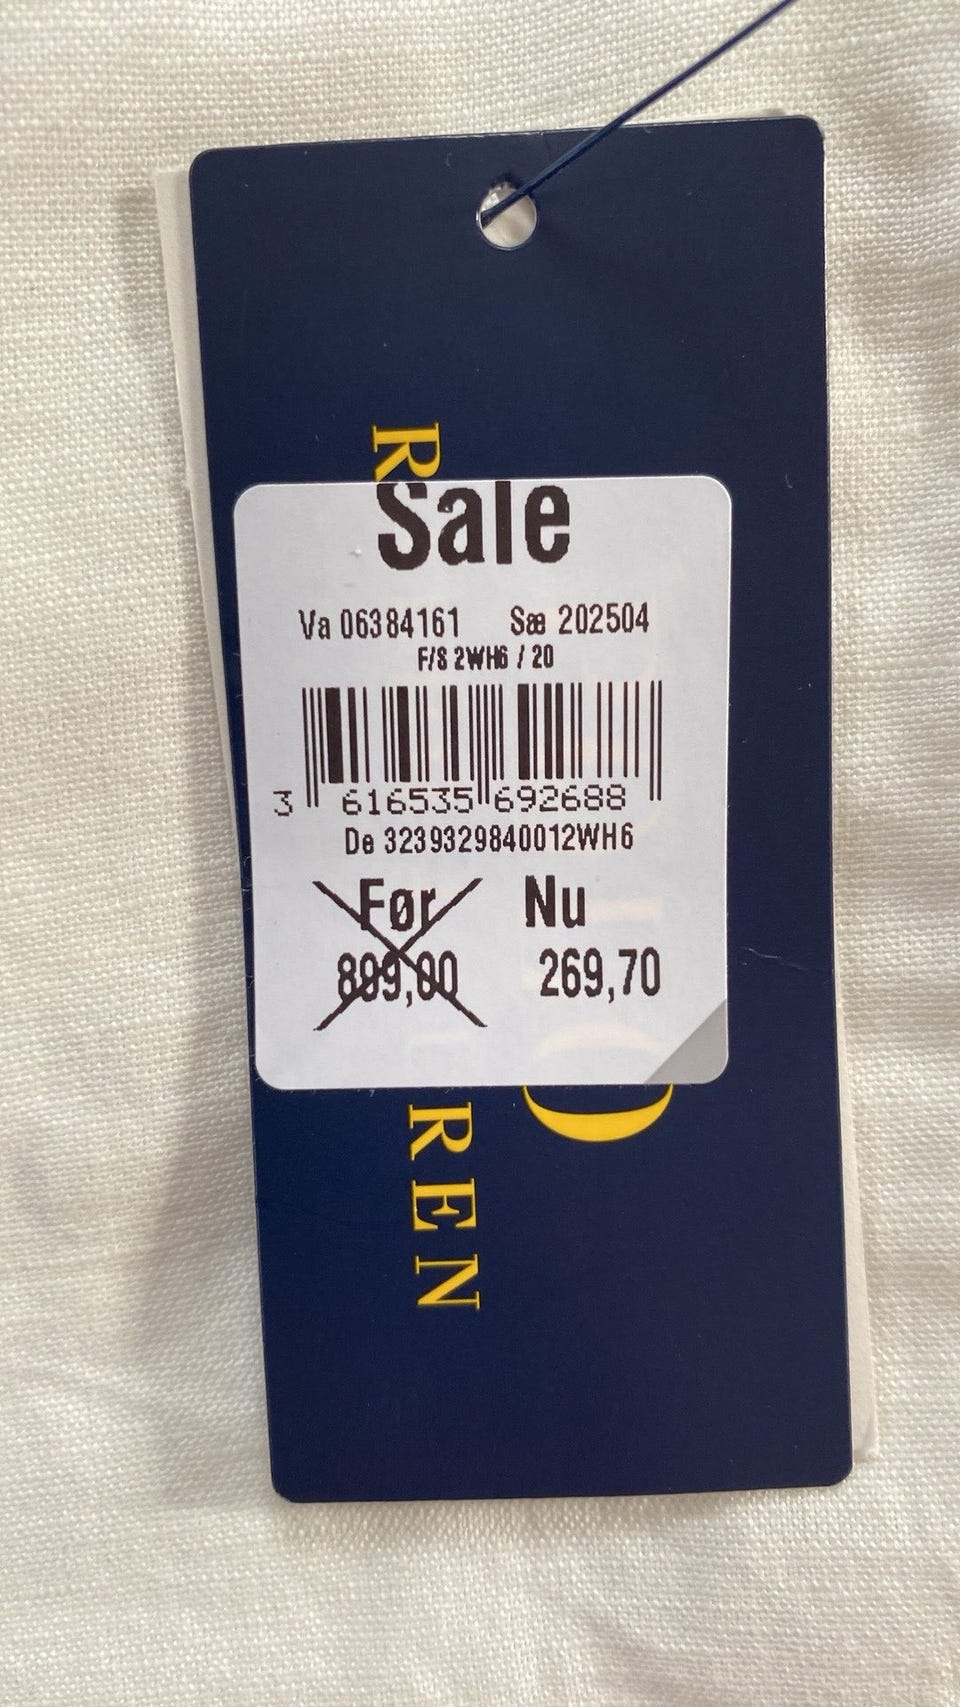 R
Sale
Va 06384161 Sæ 202504
F/S 2WH6 / 20
3 616535 692688
De 3239329840012WH6
Før Nu
899,00 269,70
O
REN